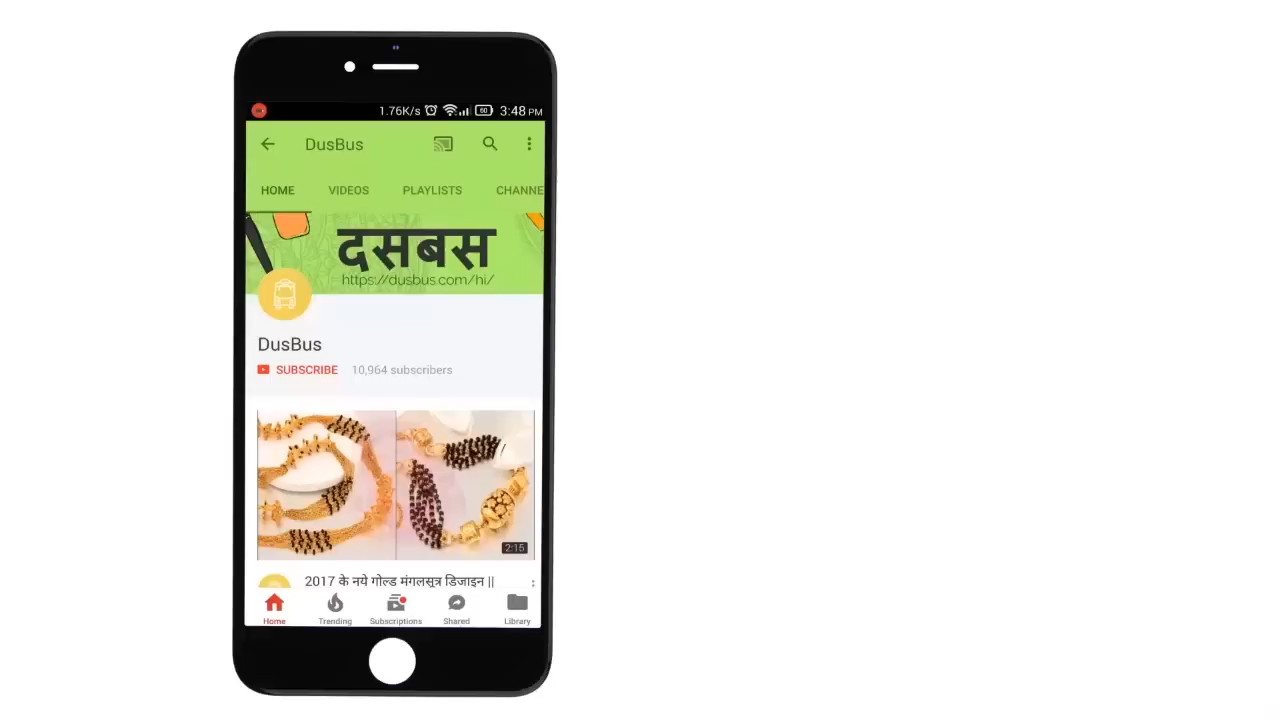 1.76K/s 60 3:48 PM
DusBus
HOME VIDEOS PLAYLISTS CHANNE
दसबस
https://dusbus.com/hi/
DusBus
SUBSCRIBE 10,964 subscribers
2:15
2017 के नये गोल्ड मंगलसूत्र डिजाइन ||
Home Trending Subscriptions Shared Library